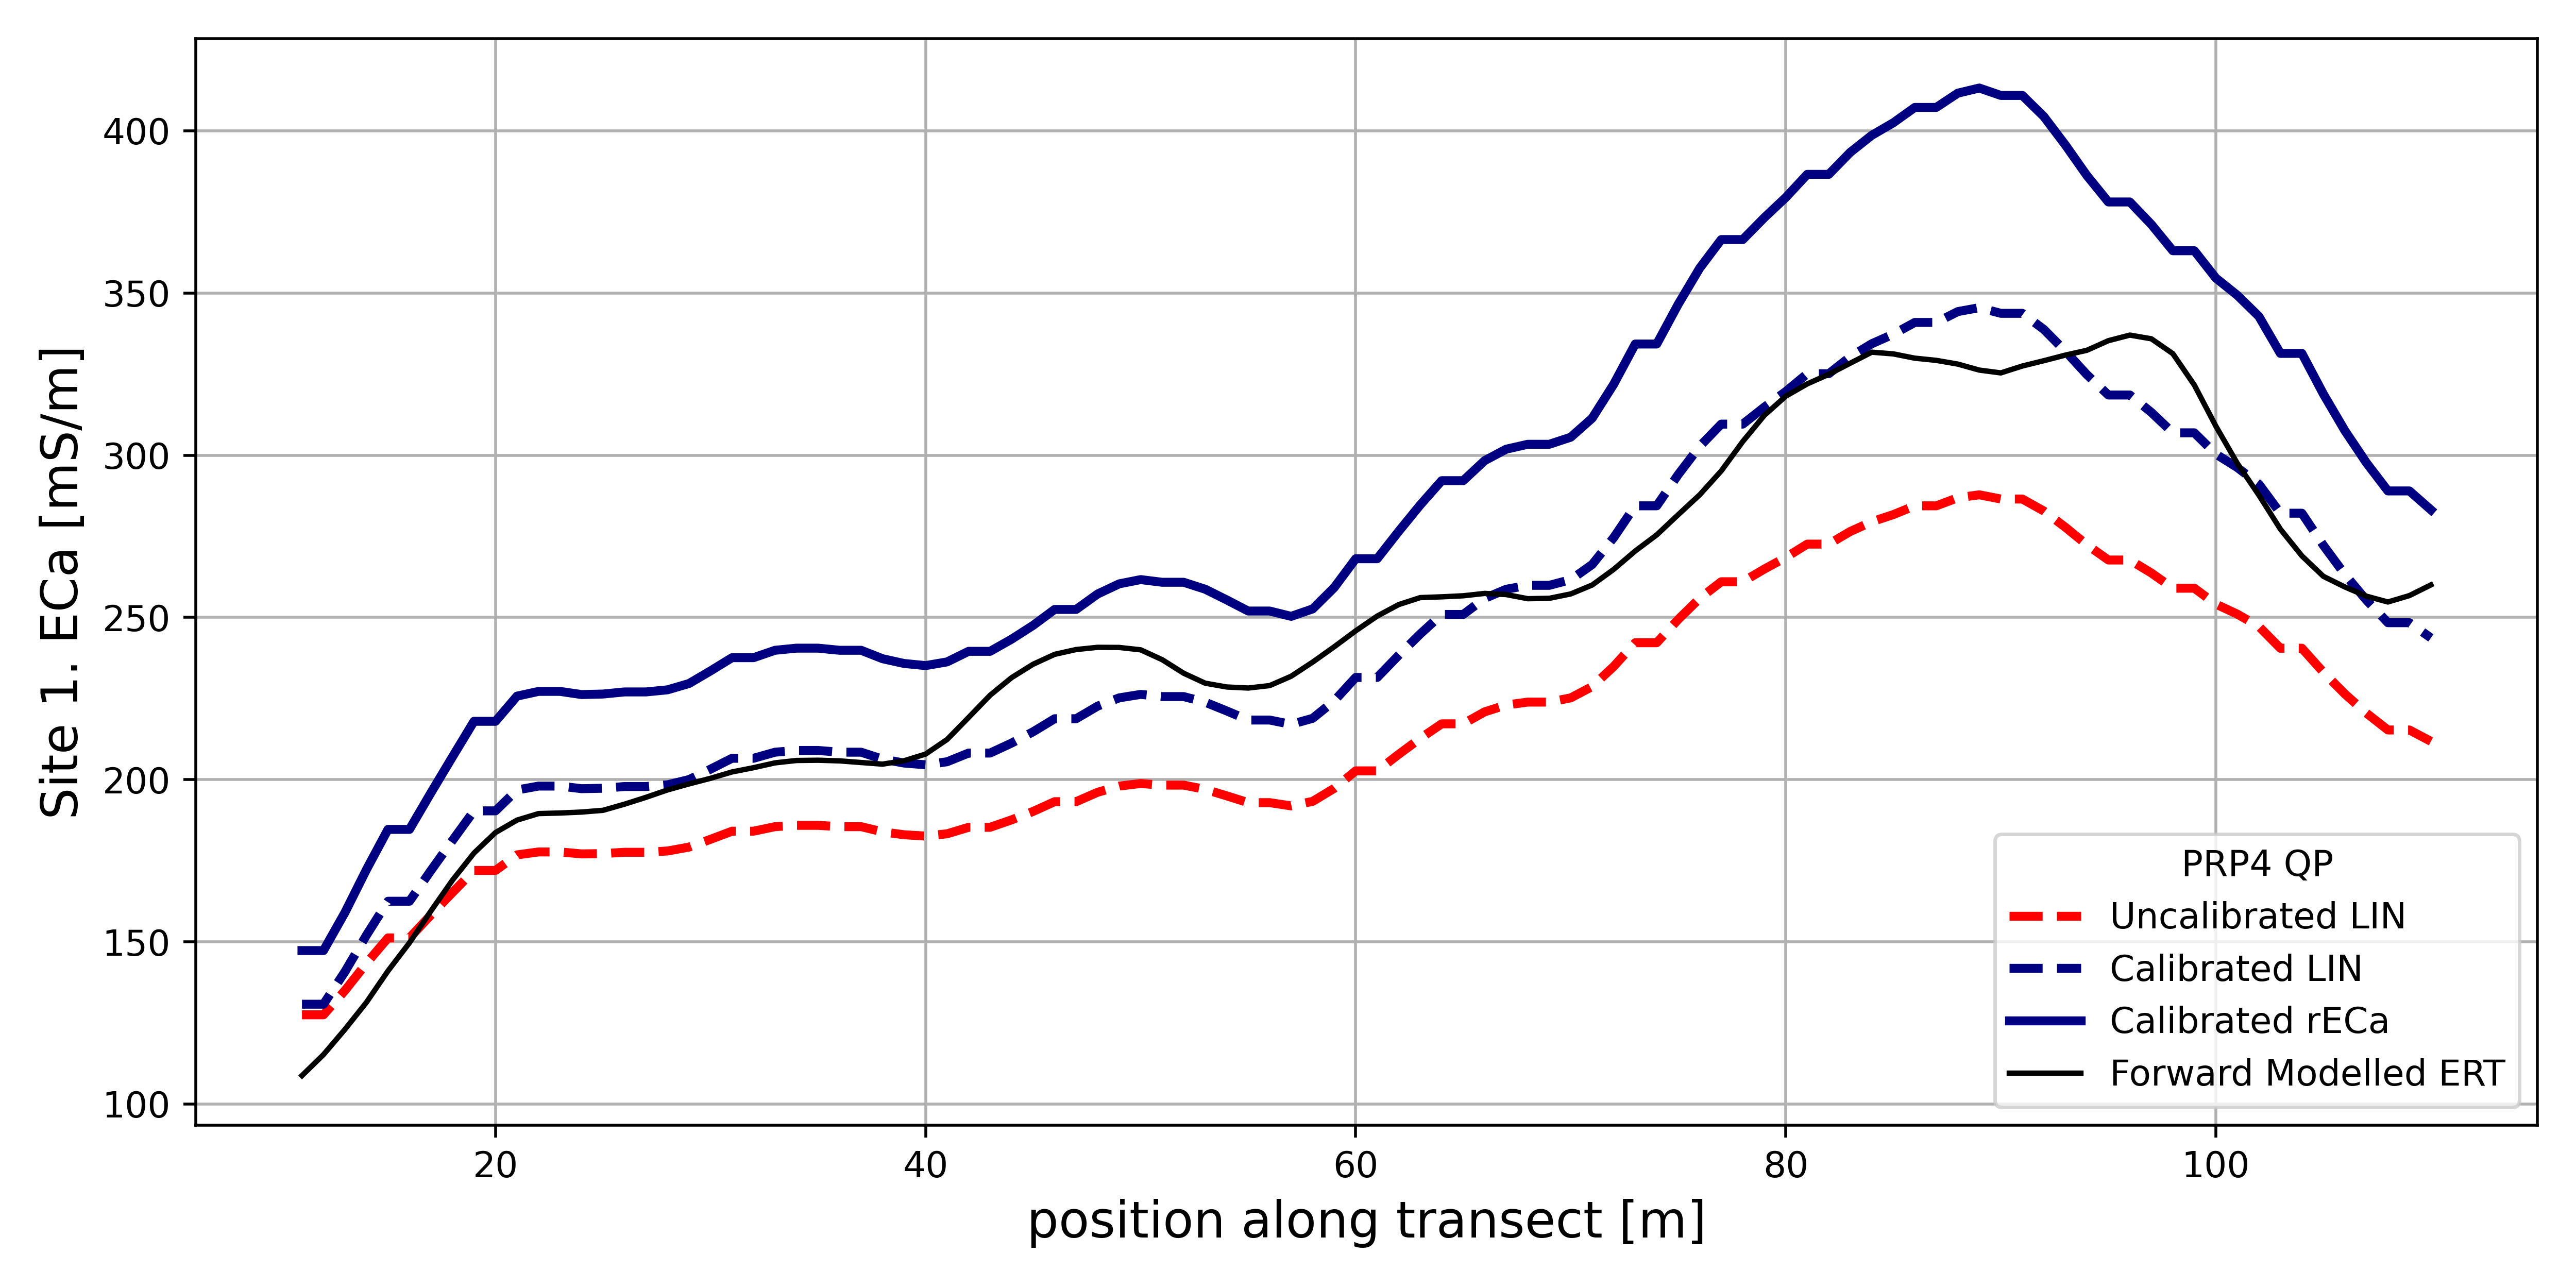 Site 1. ECa [mS/m]
400
350
300
250
200
150
100
20 40 60 80 100
position along transect [m]
PRP4 QP
Uncalibrated LIN
Calibrated LIN
Calibrated rECa
Forward Modelled ERT